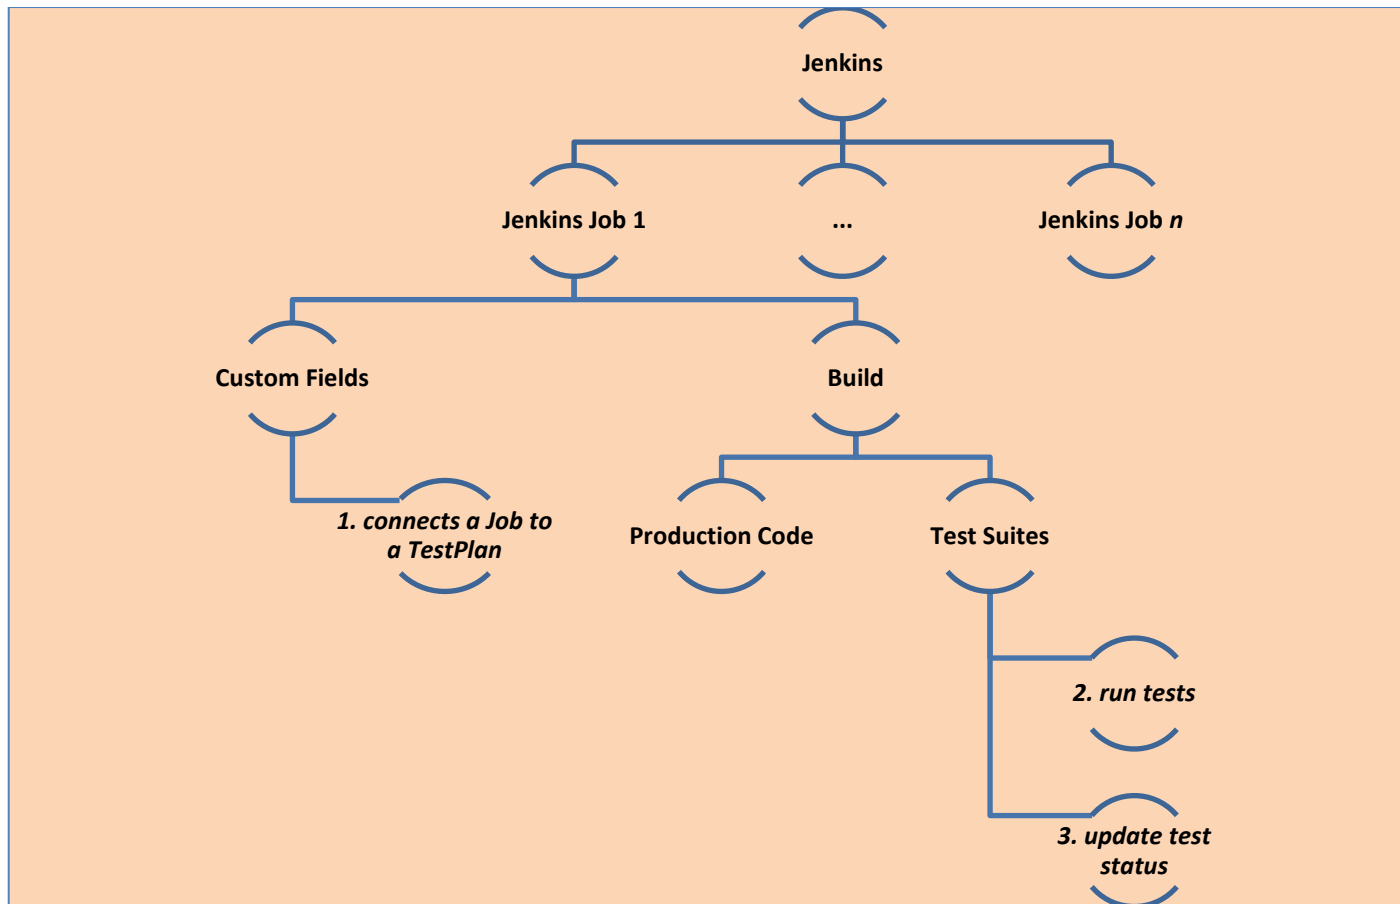 Jenkins
Jenkins Job 1
...
Jenkins Job n
Custom Fields
Build
1. connects a Job to
a TestPlan
Production Code
Test Suites
2. run tests
3. update test
status